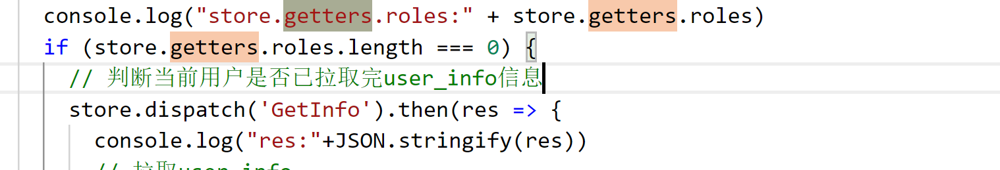 console.log("store.getters.roles:" + store.getters.roles)
if (store.getters.roles.length === 0) {
// 判断当前用户是否已拉取完user_info信息
store.dispatch('GetInfo').then(res => {
console.log("res:"+JSON.stringify(res))
// 拉取user_info